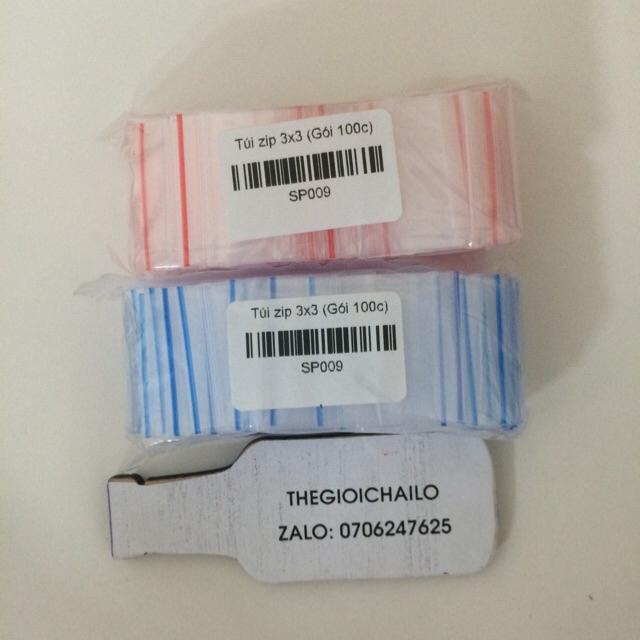 Túi zip 3x3 (Gói 100c)
SP009
Túi zip 3x3 (Gói 100c)
SP009
THEGIOICHAILO
ZALO: 0706247625